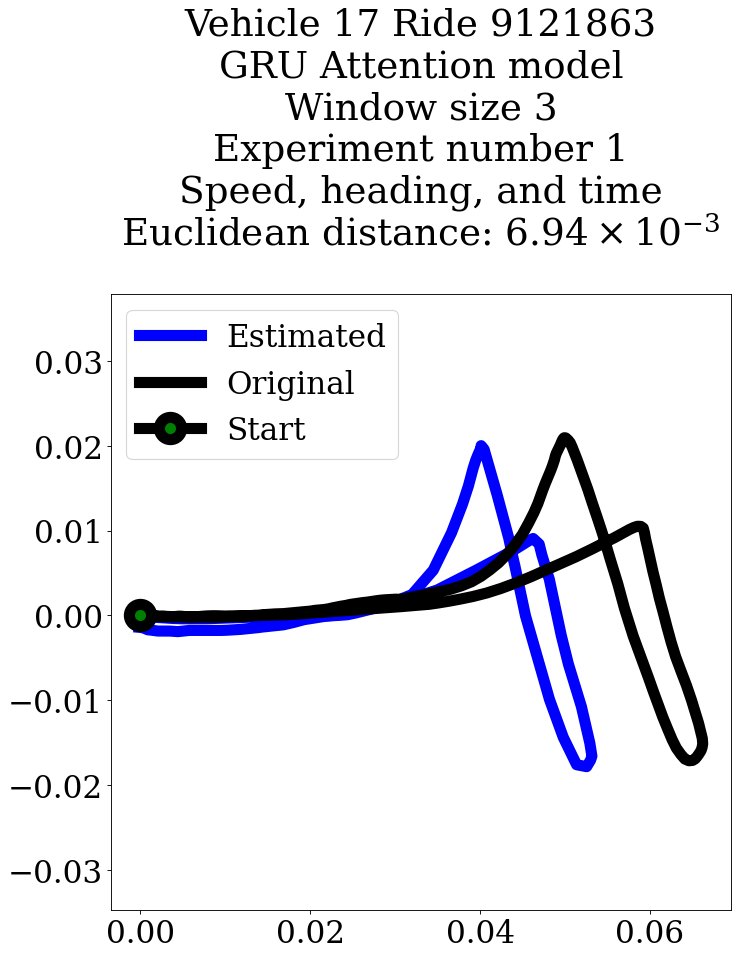 Vehicle 17 Ride 9121863
GRU Attention model
Window size 3
Experiment number 1
Speed, heading, and time
Euclidean distance: 6.94 × 10⁻³
Estimated
Original
Start
0.03
0.02
0.01
0.00
−0.01
−0.02
−0.03
0.00 0.02 0.04 0.06